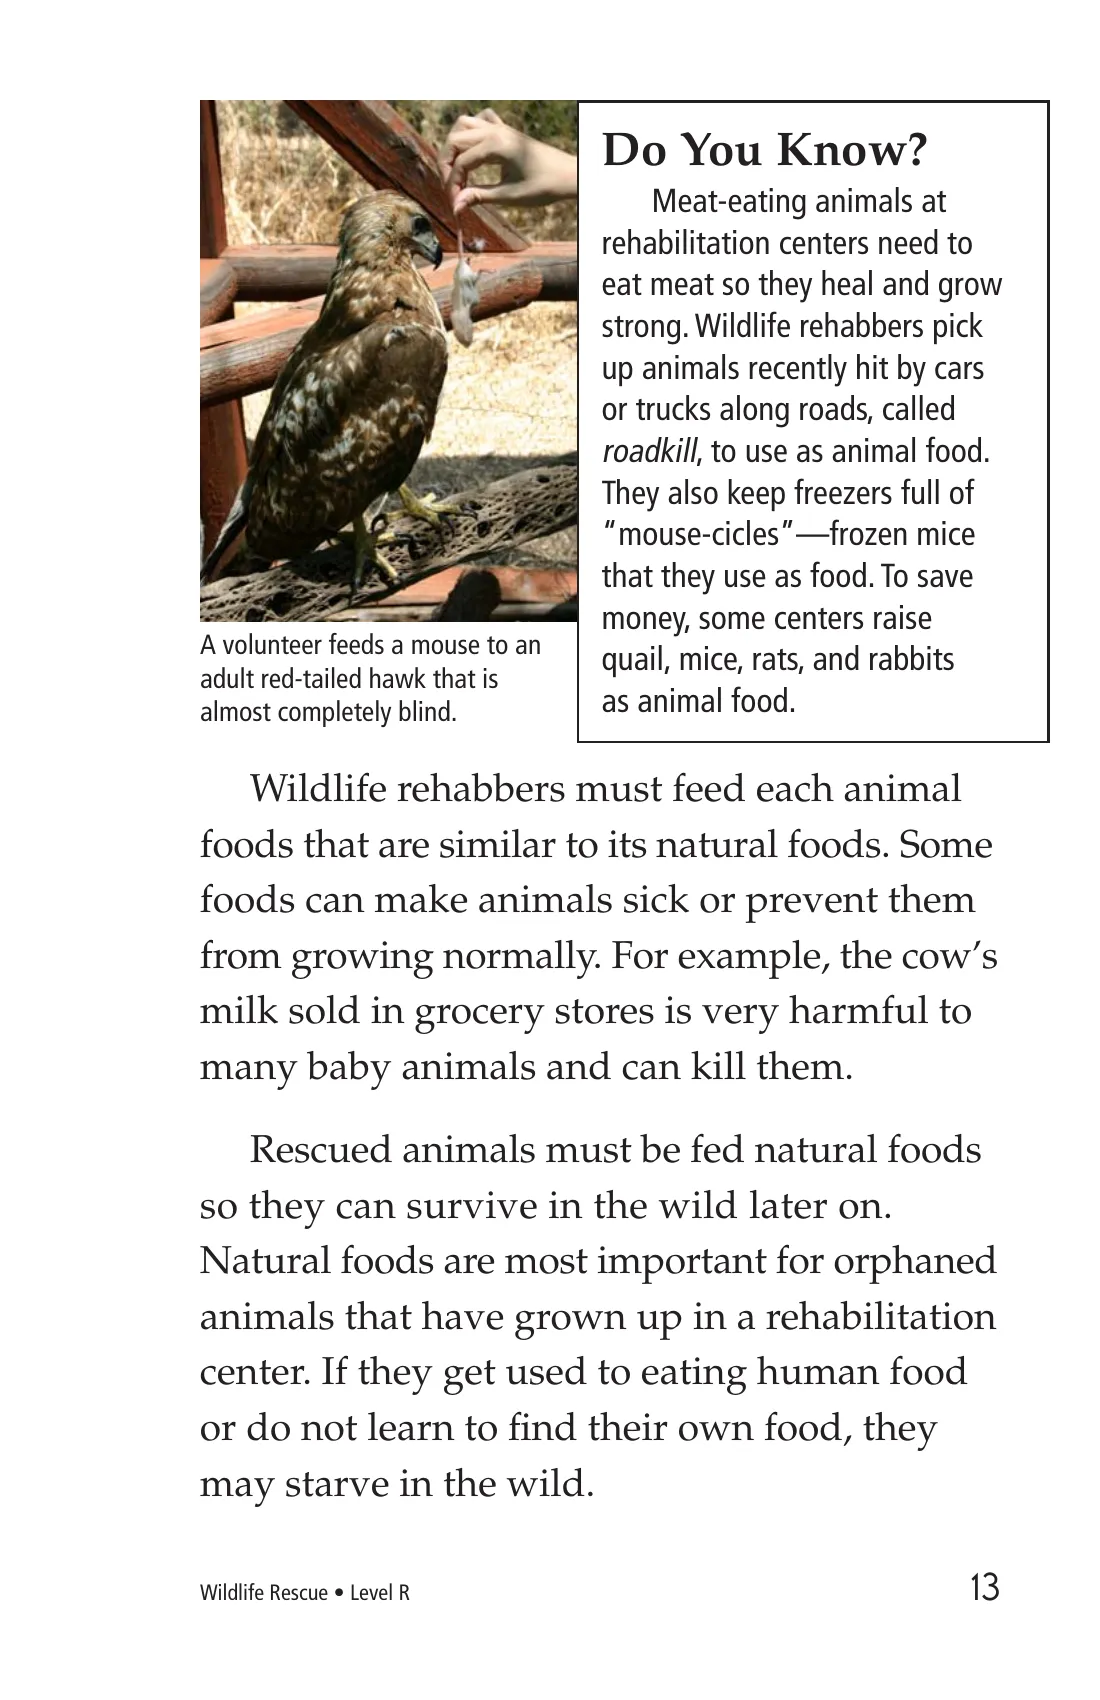 Do You Know?
Meat-eating animals at
rehabilitation centers need to
eat meat so they heal and grow
strong. Wildlife rehabbers pick
up animals recently hit by cars
or trucks along roads, called
roadkill, to use as animal food.
They also keep freezers full of
“mouse-cicles”—frozen mice
that they use as food. To save
money, some centers raise
quail, mice, rats, and rabbits
as animal food.
A volunteer feeds a mouse to an
adult red-tailed hawk that is
almost completely blind.
Wildlife rehabbers must feed each animal
foods that are similar to its natural foods. Some
foods can make animals sick or prevent them
from growing normally. For example, the cow’s
milk sold in grocery stores is very harmful to
many baby animals and can kill them.
Rescued animals must be fed natural foods
so they can survive in the wild later on.
Natural foods are most important for orphaned
animals that have grown up in a rehabilitation
center. If they get used to eating human food
or do not learn to find their own food, they
may starve in the wild.
Wildlife Rescue • Level R
13